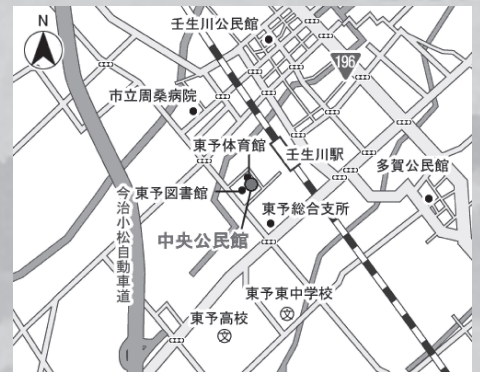 N
壬生川公民館
196
市立周桑病院
東予体育館
壬生川駅
多賀公民館
東予図書館
東予総合支所
中央公民館
今治小松自動車道
東予東中学校
東予高校
文
文